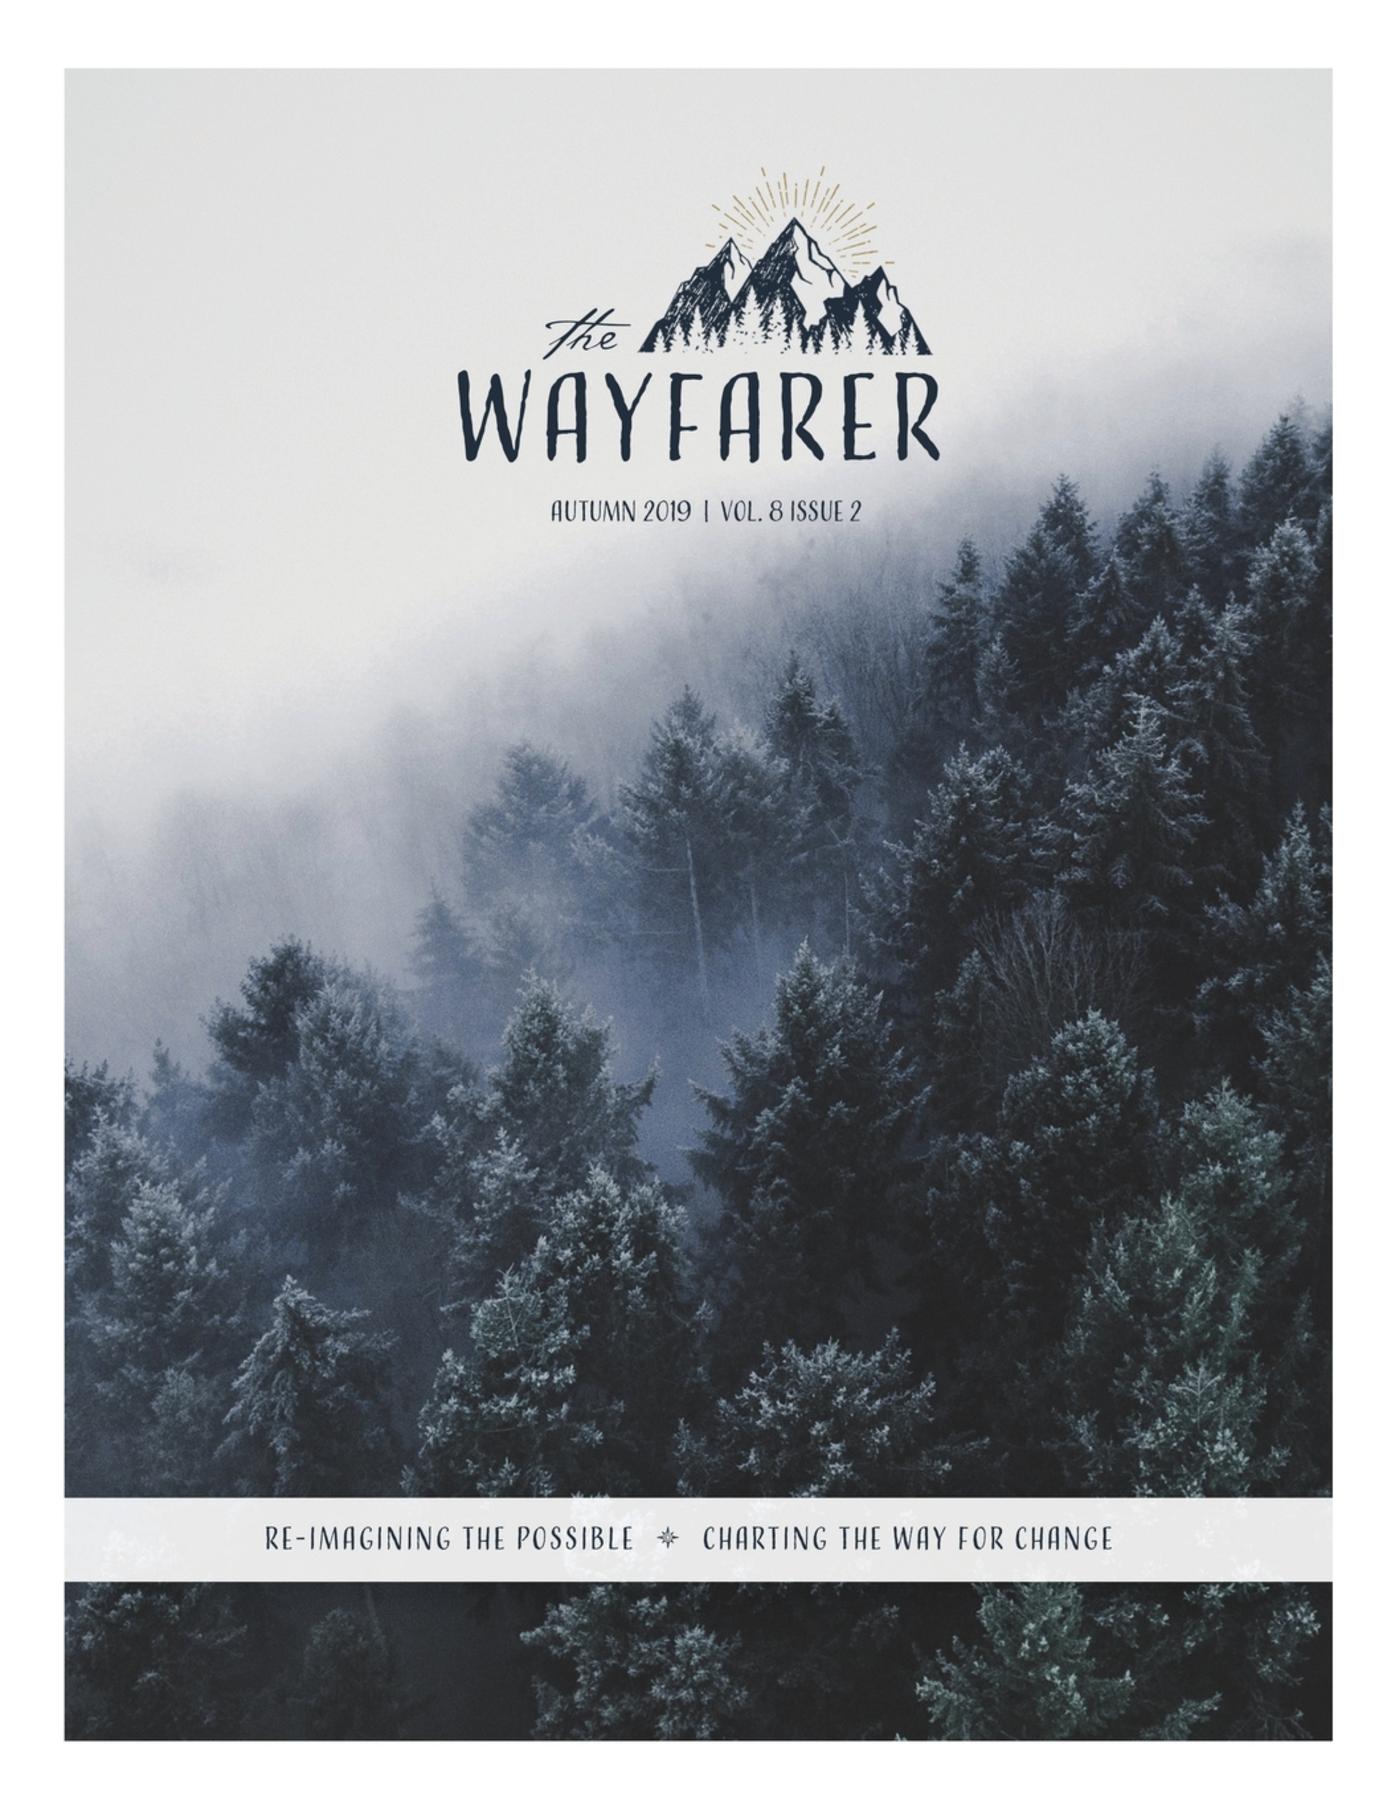 the
WAYFARER
AUTUMN 2019 | VOL. 8 ISSUE 2
RE-IMAGINING THE POSSIBLE ✴ CHARTING THE WAY FOR CHANGE